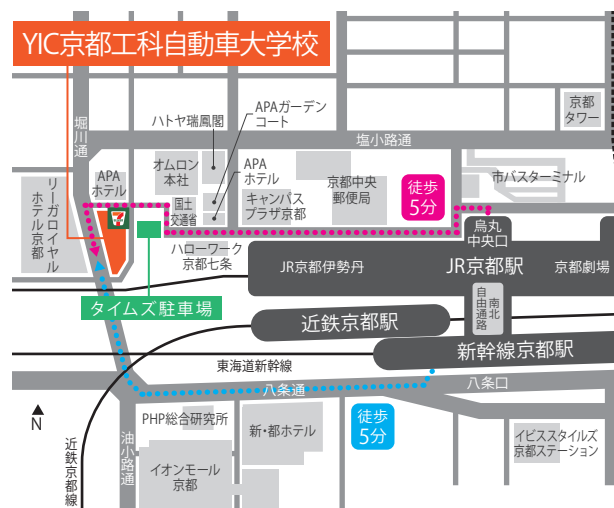 YIC京都工科自動車大学校
堀川通
ハトヤ瑞鳳閣
APAガーデン
コート
塩小路通
京都
タワー
リーガロイヤル
ホテル京都
APA
ホテル
オムロン
本社
APA
ホテル
国土
交通省
キャンパス
プラザ京都
京都中央
郵便局
徒歩
5分
市バスターミナル
7
ハローワーク
京都七条
烏丸
中央口
JR京都伊勢丹
JR京都駅
京都劇場
タイムズ駐車場
南北
自由通路
近鉄京都駅
新幹線京都駅
東海道新幹線
八条通
八条口
N
PHP総合研究所
新・都ホテル
徒歩
5分
油小路通
近鉄京都線
イオンモール
京都
イビススタイルズ
京都ステーション